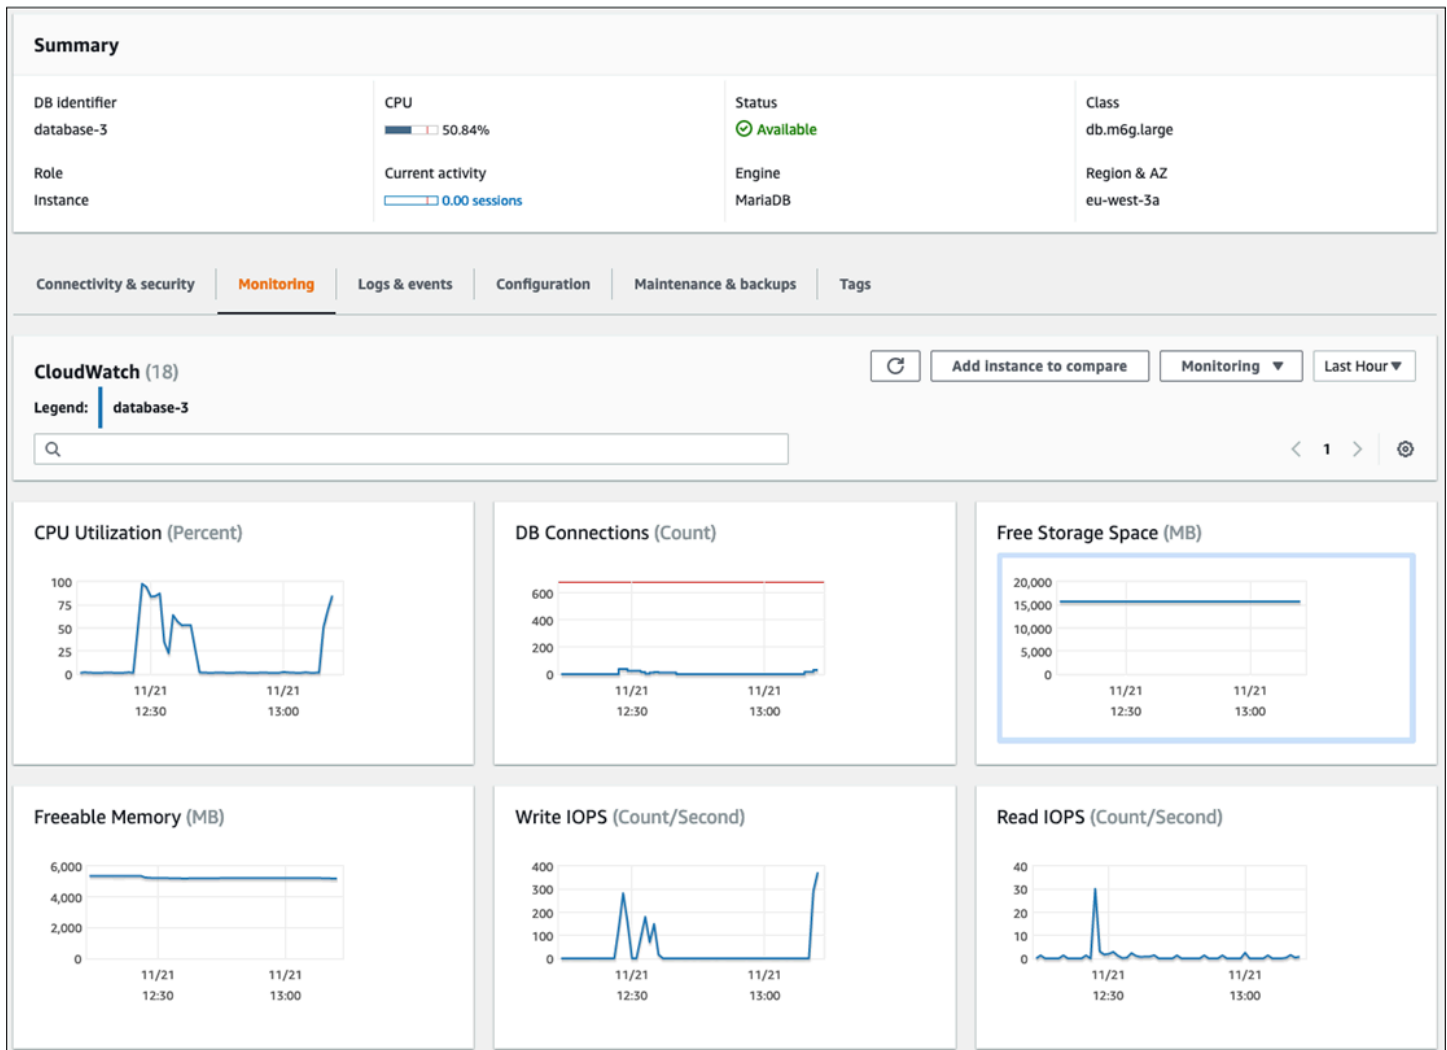 Summary
DB identifier
CPU
Status
Class
database-3
50.84%
Available
db.m6g.large
Role
Current activity
Engine
Region & AZ
Instance
0.00 sessions
MariaDB
eu-west-3a
Connectivity & security
Monitoring
Logs & events
Configuration
Maintenance & backups
Tags
CloudWatch (18)
Add instance to compare
Monitoring
Last Hour
Legend:
database-3
1
CPU Utilization (Percent)
100
75
50
25
0
11/21
12:30
11/21
13:00
DB Connections (Count)
600
400
200
0
11/21
12:30
11/21
13:00
Free Storage Space (MB)
20,000
15,000
10,000
5,000
0
11/21
12:30
11/21
13:00
Freeable Memory (MB)
6,000
4,000
2,000
0
11/21
12:30
11/21
13:00
Write IOPS (Count/Second)
400
300
200
100
0
11/21
12:30
11/21
13:00
Read IOPS (Count/Second)
40
30
20
10
0
11/21
12:30
11/21
13:00